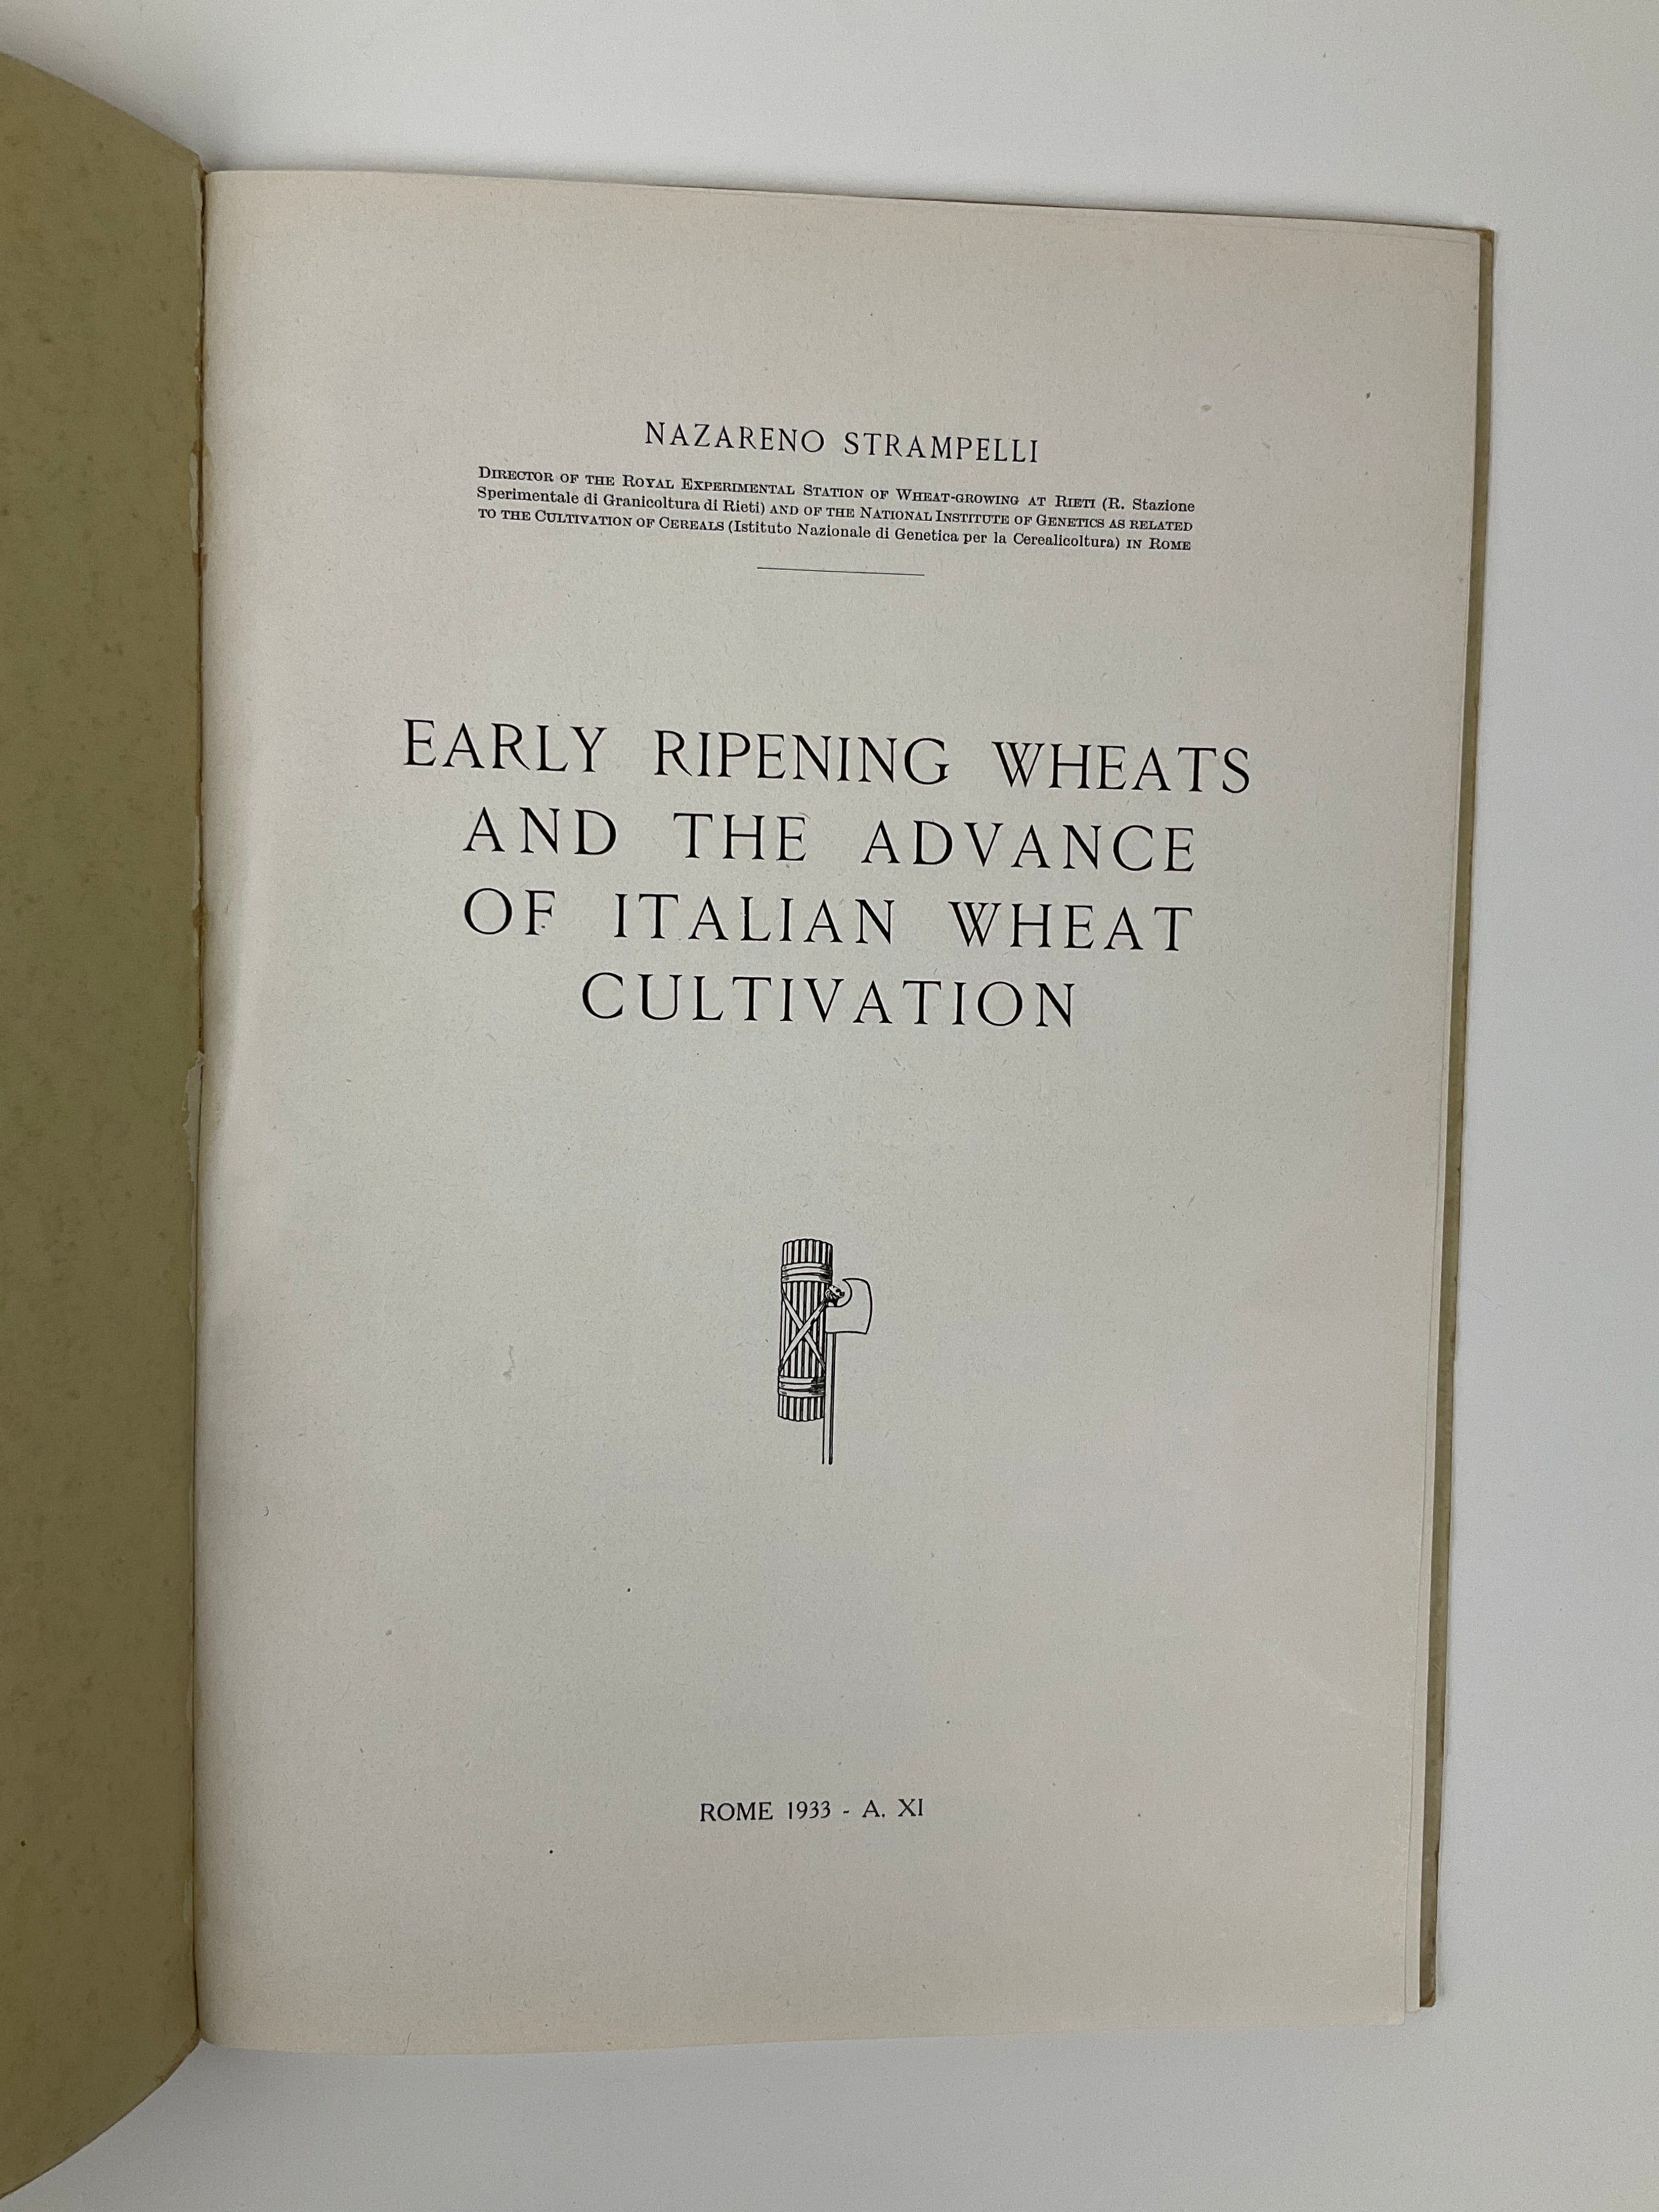 NAZARENO STRAMPELLI
DIRECTOR OF THE ROYAL EXPERIMENTAL STATION OF WHEAT-GROWING AT RIETI (R. Stazione
Sperimentale di Granicoltura di Rieti) AND OF THE NATIONAL INSTITUTE OF GENETICS AS RELATED
TO THE CULTIVATION OF CEREALS (Istituto Nazionale di Genetica per la Cerealicoltura) IN ROME
EARLY RIPENING WHEATS
AND THE ADVANCE
OF ITALIAN WHEAT
CULTIVATION
ROME 1933 - A. XI